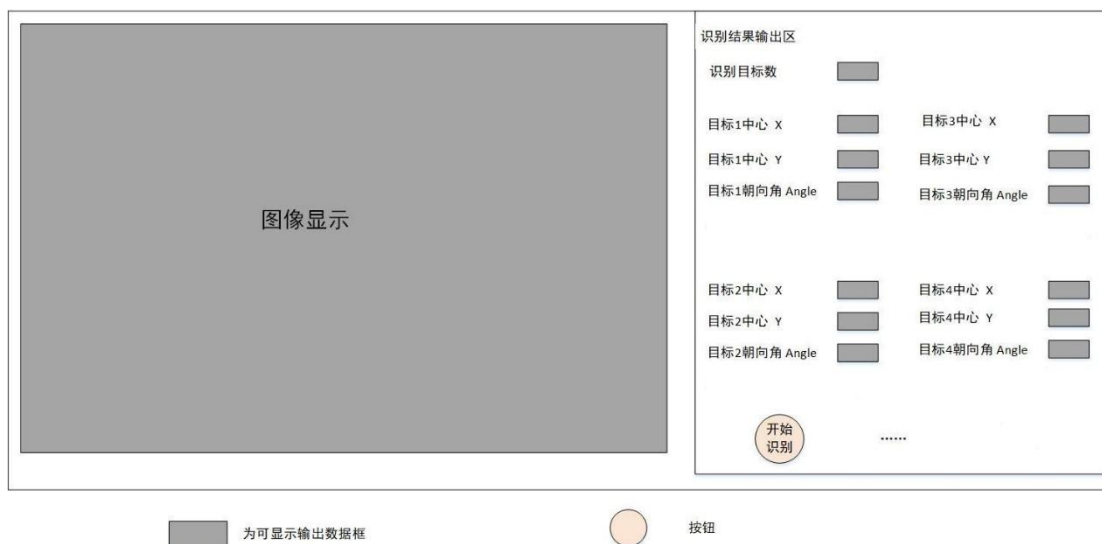 图像显示
识别结果输出区
识别目标数
目标1中心 X
目标1中心 Y
目标1朝向角 Angle
目标3中心 X
目标3中心 Y
目标3朝向角 Angle
目标2中心 X
目标2中心 Y
目标2朝向角 Angle
目标4中心 X
目标4中心 Y
目标4朝向角 Angle
开始
识别
......
为可显示输出数据框
按钮